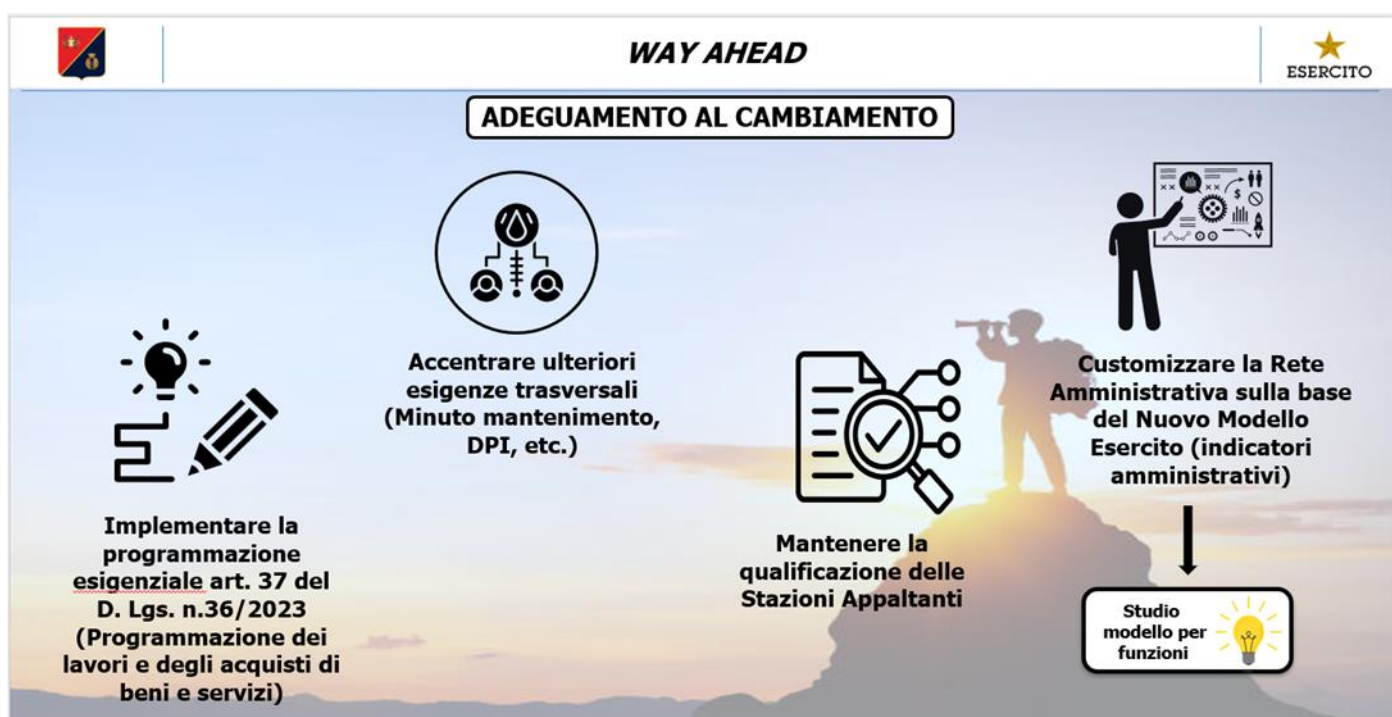 WAY AHEAD
ESERCITO
ADEGUAMENTO AL CAMBIAMENTO
Implementare la
programmazione
esigenziale art. 37 del
D. Lgs. n.36/2023
(Programmazione dei
lavori e degli acquisti di
beni e servizi)
Accentrare ulteriori
esigenze trasversali
(Minuto mantenimento,
DPI, etc.)
Mantenere la
qualificazione delle
Stazioni Appaltanti
Customizzare la Rete
Amministrativa sulla base
del Nuovo Modello
Esercito (indicatori
amministrativi)
Studio
modello per
funzioni